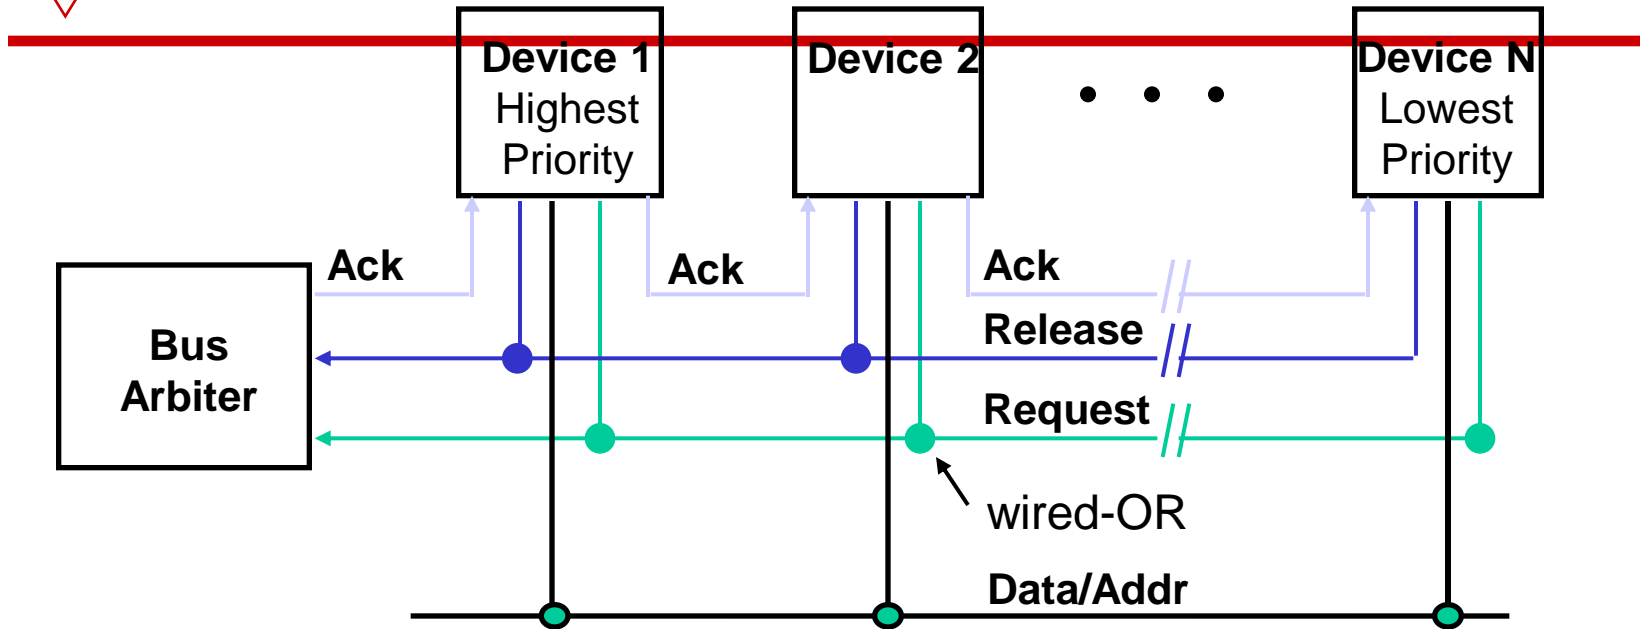 Device 1
Highest
Priority
Device 2
Device N
Lowest
Priority
Ack
Ack
Ack
Bus
Arbiter
Release
Request
wired-OR
Data/Addr